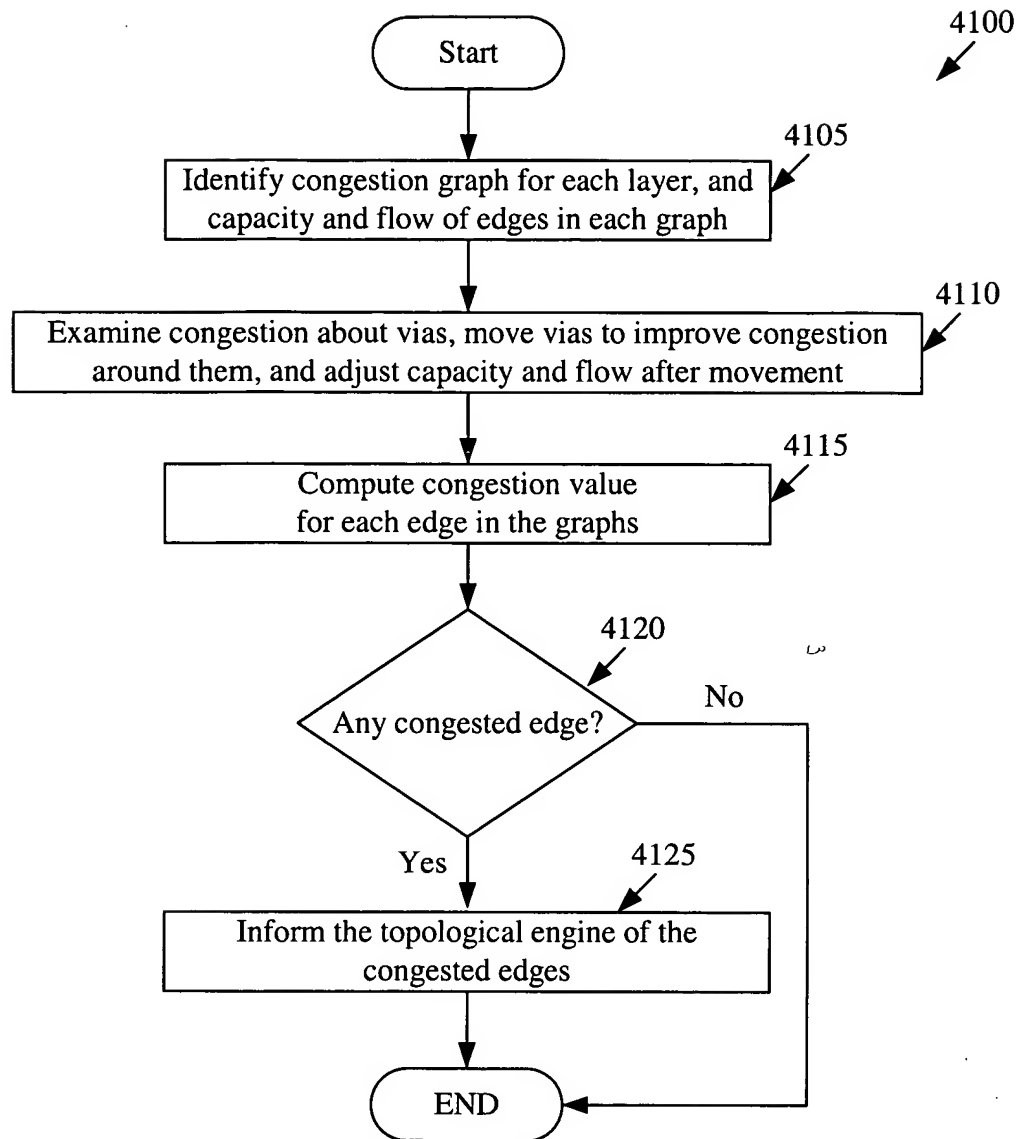 4100
Start
4105
Identify congestion graph for each layer, and
capacity and flow of edges in each graph
4110
Examine congestion about vias, move vias to improve congestion
around them, and adjust capacity and flow after movement
4115
Compute congestion value
for each edge in the graphs
4120
Any congested edge?
No
Yes
4125
Inform the topological engine of the
congested edges
END